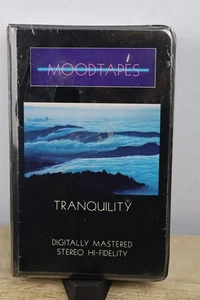 MOODTAPES
TRANQUILITY
DIGITALLY MASTERED
STEREO HI-FIDELITY